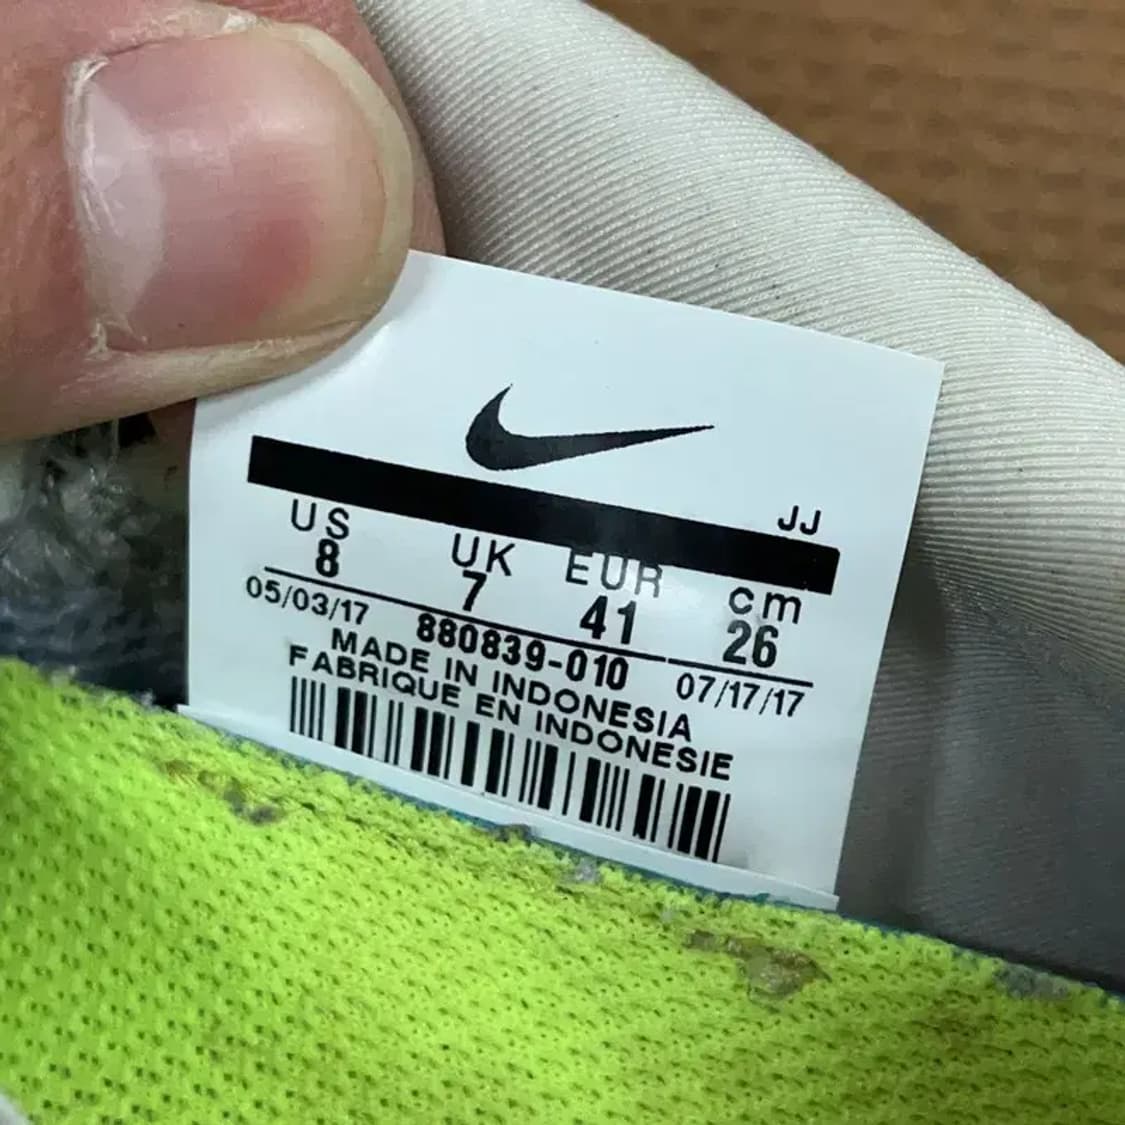 JJ
US UK EUR cm
8 7 41 26
05/03/17 880839-010 07/17/17
MADE IN INDONESIA
FABRIQUE EN INDONESIE